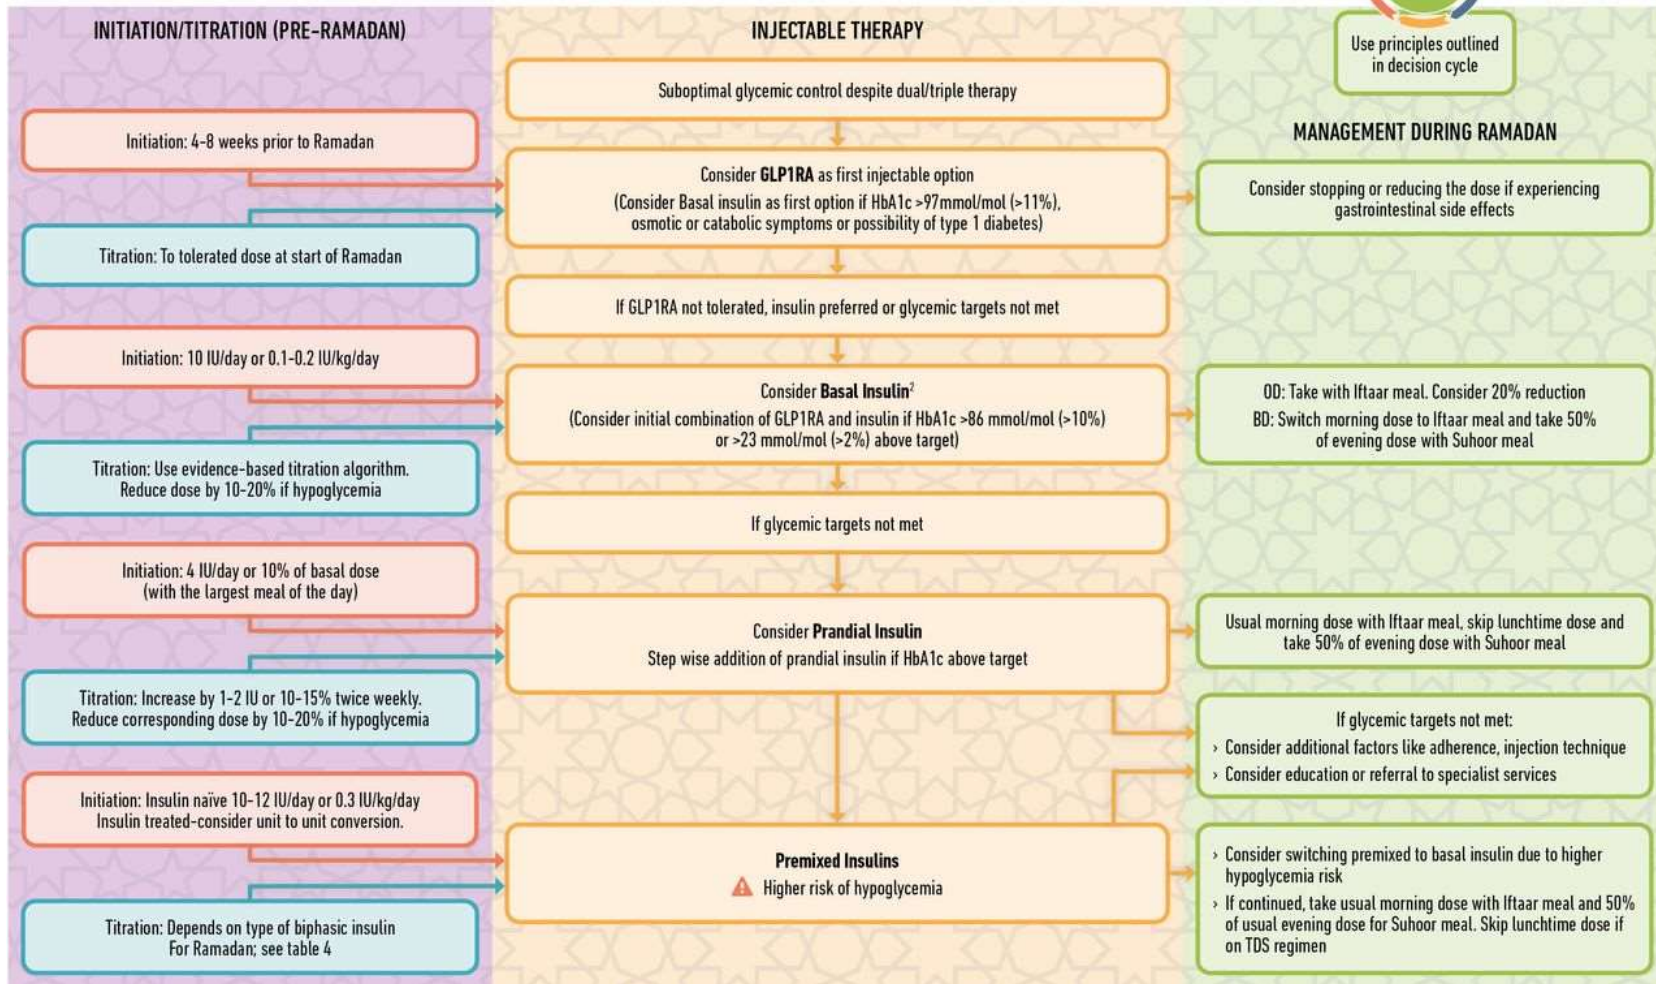 INITIATION/TITRATION (PRE-RAMADAN)
Initiation: 4-8 weeks prior to Ramadan
Titration: To tolerated dose at start of Ramadan
Initiation: 10 IU/day or 0.1-0.2 IU/kg/day
Titration: Use evidence-based titration algorithm.
Reduce dose by 10-20% if hypoglycemia
Initiation: 4 IU/day or 10% of basal dose
(with the largest meal of the day)
Titration: Increase by 1-2 IU or 10-15% twice weekly.
Reduce corresponding dose by 10-20% if hypoglycemia
Initiation: Insulin naïve 10-12 IU/day or 0.3 IU/kg/day
Insulin treated-consider unit to unit conversion.
Titration: Depends on type of biphasic insulin
For Ramadan; see table 4
INJECTABLE THERAPY
Suboptimal glycemic control despite dual/triple therapy
Consider GLP1RA as first injectable option
(Consider Basal insulin as first option if HbA1c >97mmol/mol (>11%),
osmotic or catabolic symptoms or possibility of type 1 diabetes)
If GLP1RA not tolerated, insulin preferred or glycemic targets not met
Consider Basal Insulin²
(Consider initial combination of GLP1RA and insulin if HbA1c >86 mmol/mol (>10%)
or >23 mmol/mol (>2%) above target)
If glycemic targets not met
Consider Prandial Insulin
Step wise addition of prandial insulin if HbA1c above target
Premixed Insulins
Higher risk of hypoglycemia
Use principles outlined
in decision cycle
MANAGEMENT DURING RAMADAN
Consider stopping or reducing the dose if experiencing
gastrointestinal side effects
OD: Take with Iftaar meal. Consider 20% reduction
BD: Switch morning dose to Iftaar meal and take 50%
of evening dose with Suhoor meal
Usual morning dose with Iftaar meal, skip lunchtime dose and
take 50% of evening dose with Suhoor meal
If glycemic targets not met:
› Consider additional factors like adherence, injection technique
› Consider education or referral to specialist services
› Consider switching premixed to basal insulin due to higher
hypoglycemia risk
› If continued, take usual morning dose with Iftaar meal and 50%
of usual evening dose for Suhoor meal. Skip lunchtime dose if
on TDS regimen